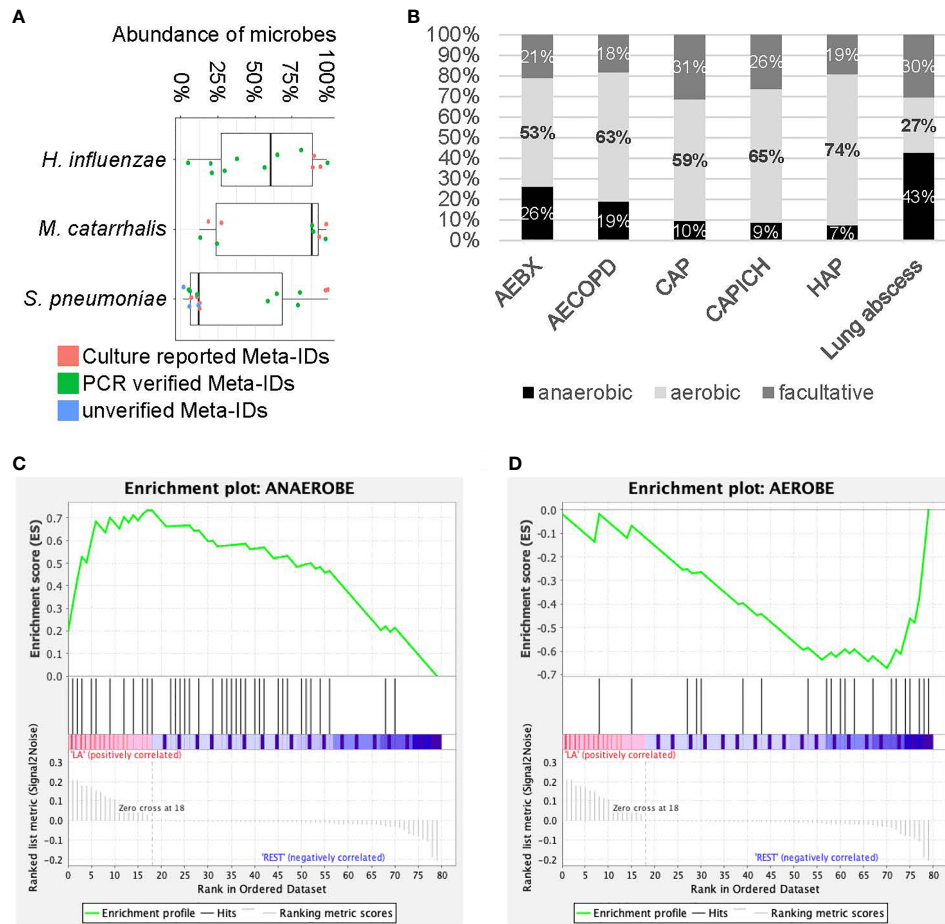 A
Abundance of microbes
0%
25%
50%
75%
100%
H. influenzae
M. catarrhalis
S. pneumoniae
Culture reported Meta-IDs
PCR verified Meta-IDs
unverified Meta-IDs
B
100%
90%
80%
70%
60%
50%
40%
30%
20%
10%
0%
21% 18% 31% 26% 19% 30%
53% 63% 59% 65% 74% 27%
26% 19% 10% 9% 7% 43%
AEBX AECOPD CAP CAPICH HAP Lung abscess
anaerobic aerobic facultative
C
Enrichment plot: ANAEROBE
Enrichment score (ES)
0.7
0.6
0.5
0.4
0.3
0.2
0.1
0.0
'LA' (positively correlated)
Ranked list metric (Signal2Noise)
0.3
0.2
0.1
0.0
-0.1
-0.2
Zero cross at 18
'REST' (negatively correlated)
0 5 10 15 20 25 30 35 40 45 50 55 60 65 70 75 80
Rank in Ordered Dataset
Enrichment profile Hits Ranking metric scores
D
Enrichment plot: AEROBE
Enrichment score (ES)
0.0
-0.1
-0.2
-0.3
-0.4
-0.5
-0.6
-0.7
'LA' (positively correlated)
Ranked list metric (Signal2Noise)
0.3
0.2
0.1
0.0
-0.1
-0.2
Zero cross at 18
'REST' (negatively correlated)
0 5 10 15 20 25 30 35 40 45 50 55 60 65 70 75 80
Rank in Ordered Dataset
Enrichment profile Hits Ranking metric scores